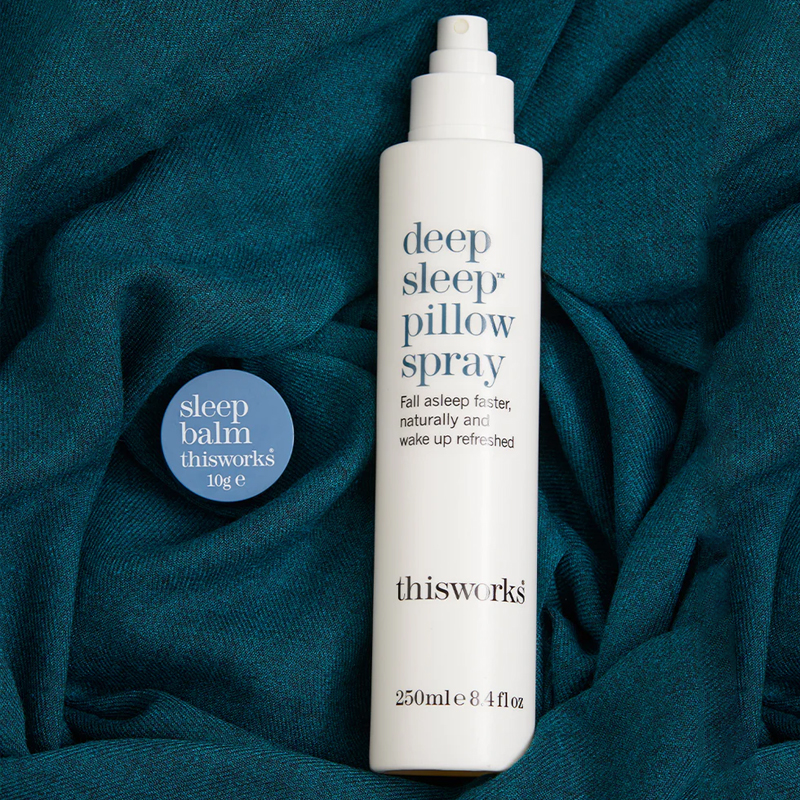 deep
sleep™
pillow
spray
Fall asleep faster,
naturally and
wake up refreshed
thisworks®
250ml e 8.4 fl oz
sleep
balm
thisworks®
10g e